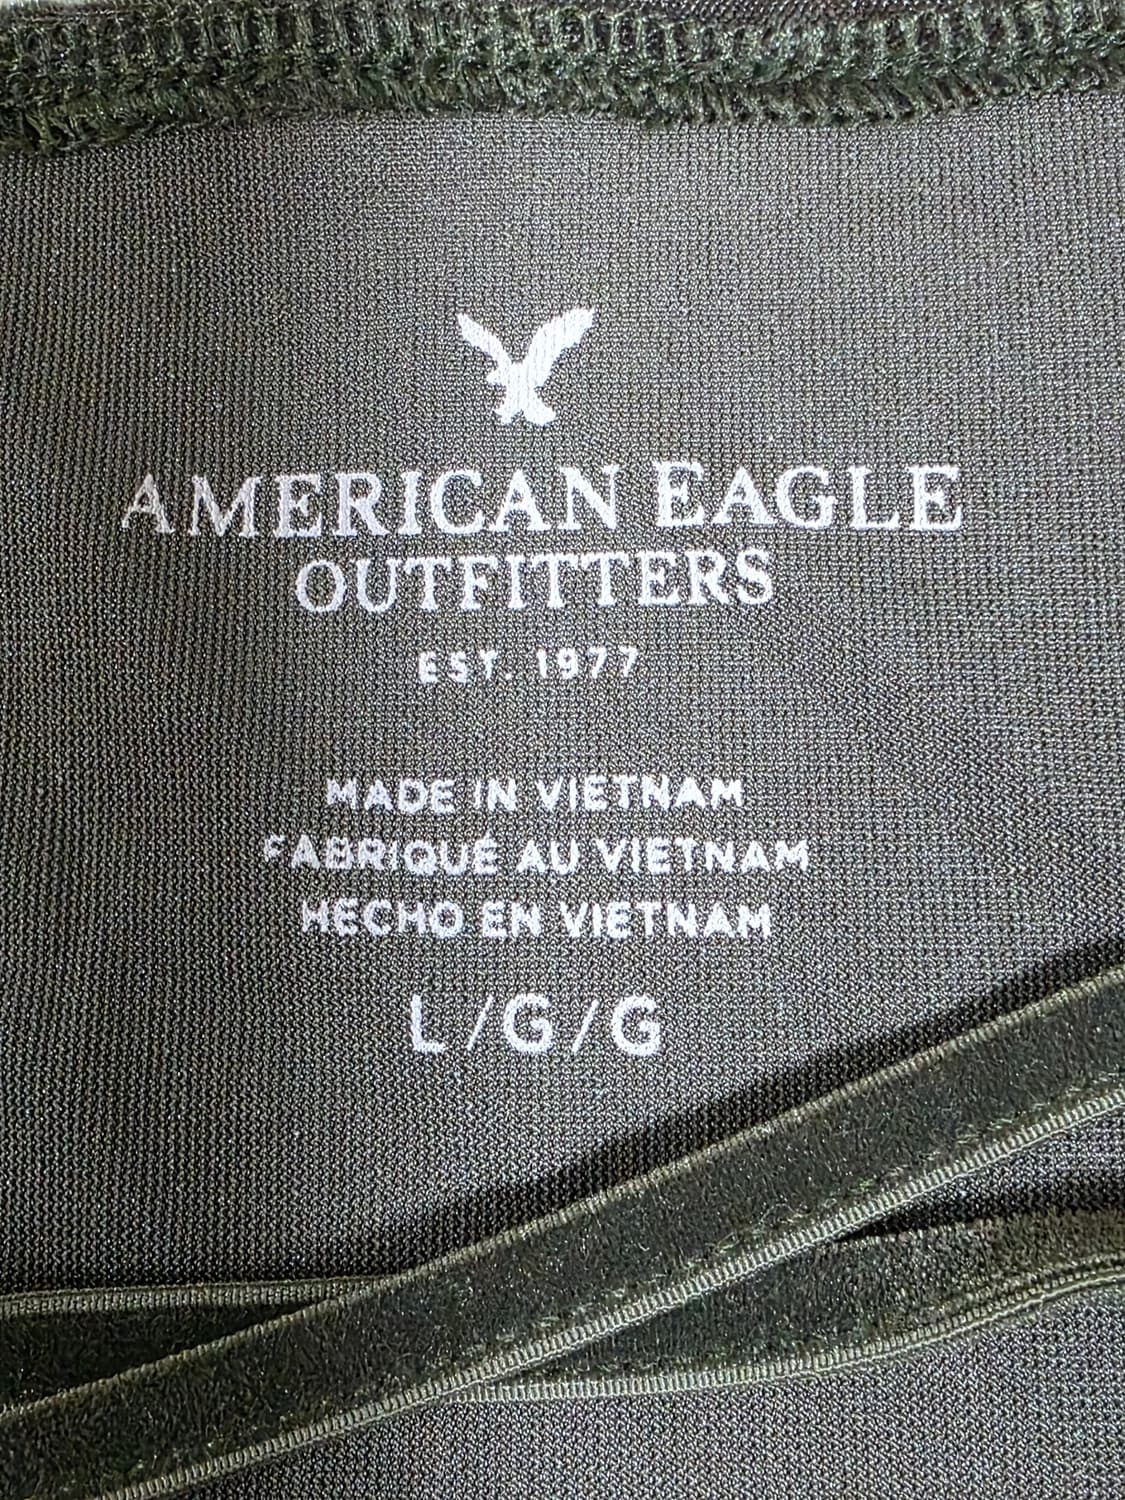 AMERICAN EAGLE
OUTFITTERS
EST. 1977
MADE IN VIETNAM
FABRIQUÉ AU VIETNAM
HECHO EN VIETNAM
L/G/G